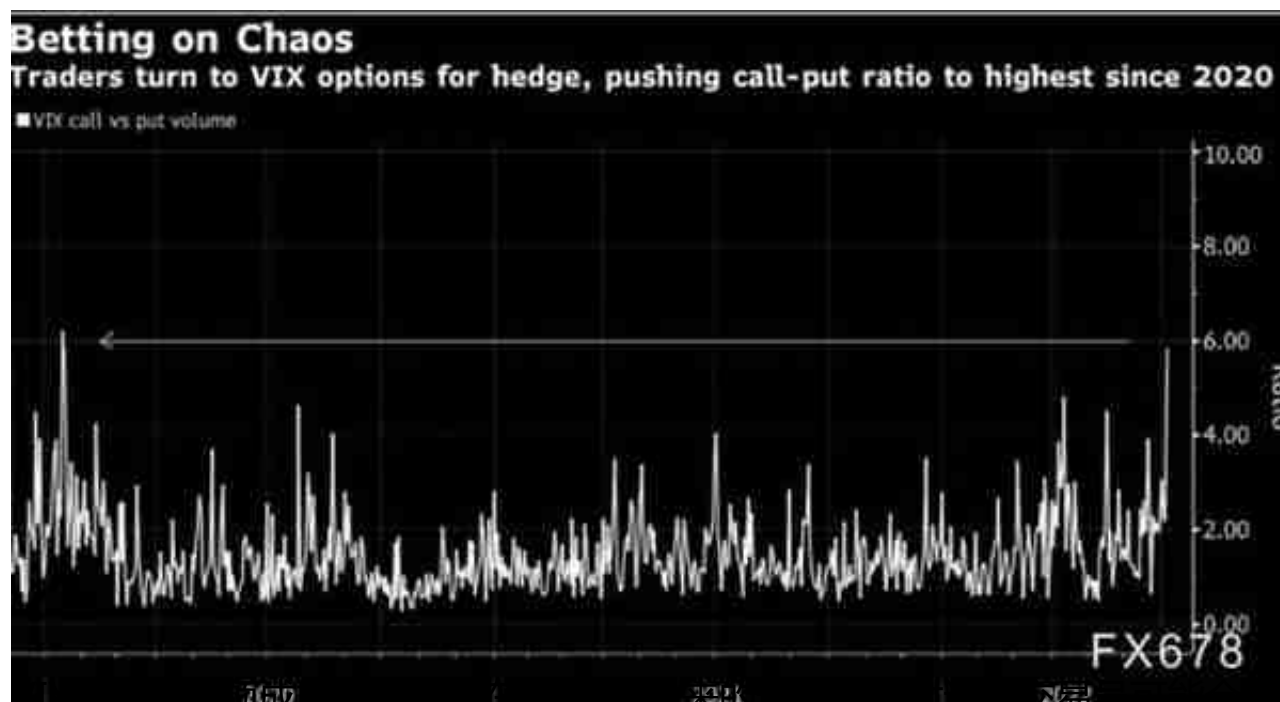 Betting on Chaos
Traders turn to VIX options for hedge, pushing call-put ratio to highest since 2020
VIX call vs put volume
10.00
8.00
6.00
4.00
2.00
0.00
FX678